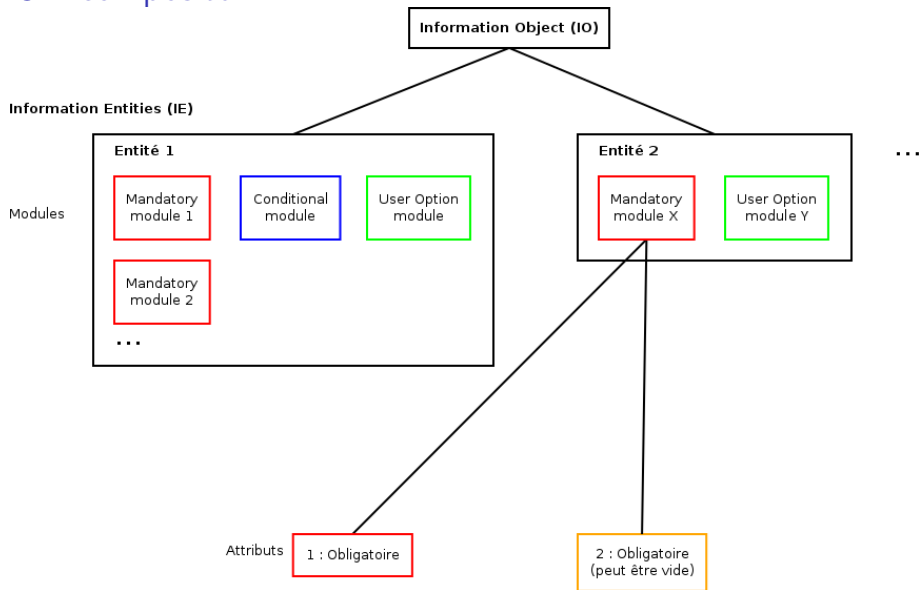 Information Object (IO)
Information Entities (IE)
Entité 1
Entité 2
...
Modules
Mandatory
module 1
Conditional
module
User Option
module
Mandatory
module X
User Option
module Y
Mandatory
module 2
...
Attributs
1 : Obligatoire
2 : Obligatoire
(peut être vide)